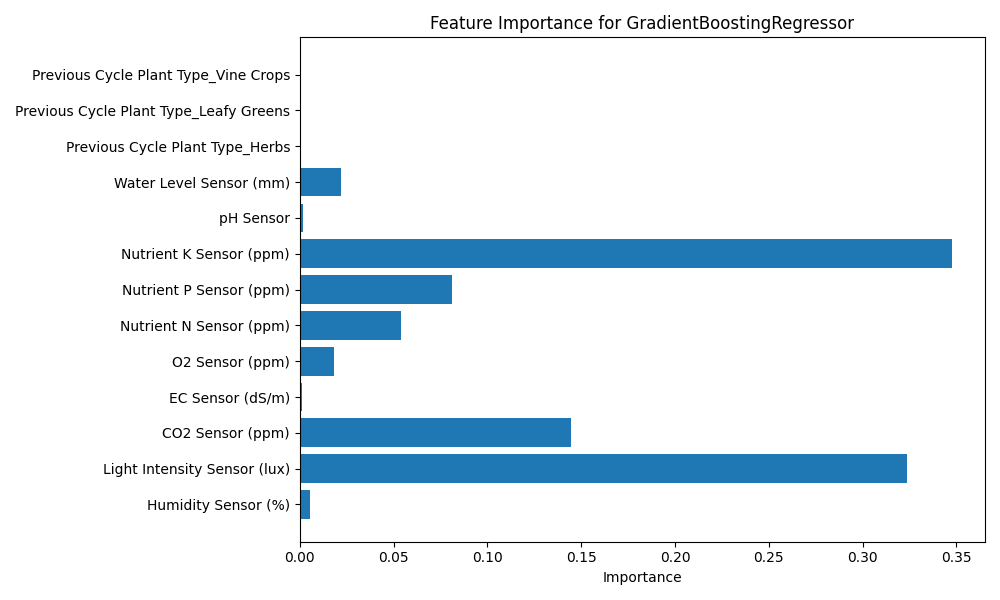 Feature Importance for GradientBoostingRegressor
Previous Cycle Plant Type_Vine Crops
Previous Cycle Plant Type_Leafy Greens
Previous Cycle Plant Type_Herbs
Water Level Sensor (mm)
pH Sensor
Nutrient K Sensor (ppm)
Nutrient P Sensor (ppm)
Nutrient N Sensor (ppm)
O2 Sensor (ppm)
EC Sensor (dS/m)
CO2 Sensor (ppm)
Light Intensity Sensor (lux)
Humidity Sensor (%)
0.00 0.05 0.10 0.15 0.20 0.25 0.30 0.35
Importance